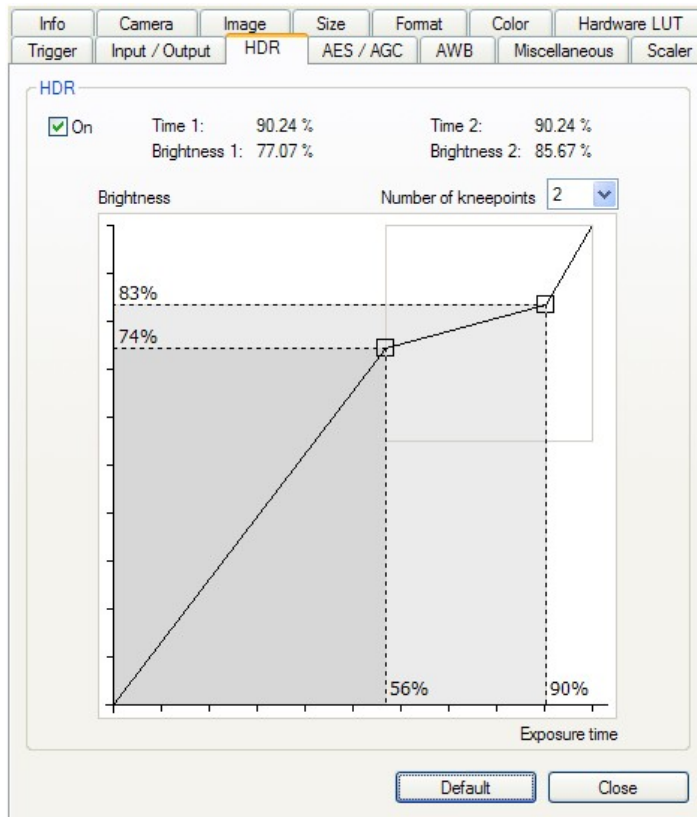 Info Camera Image Size Format Color Hardware LUT
Trigger Input / Output HDR AES / AGC AWB Miscellaneous Scaler
HDR
On Time 1: 90.24 % Time 2: 90.24 %
Brightness 1: 77.07 % Brightness 2: 85.67 %
Brightness Number of kneepoints 2
83%
74%
56% 90%
Exposure time
Default Close